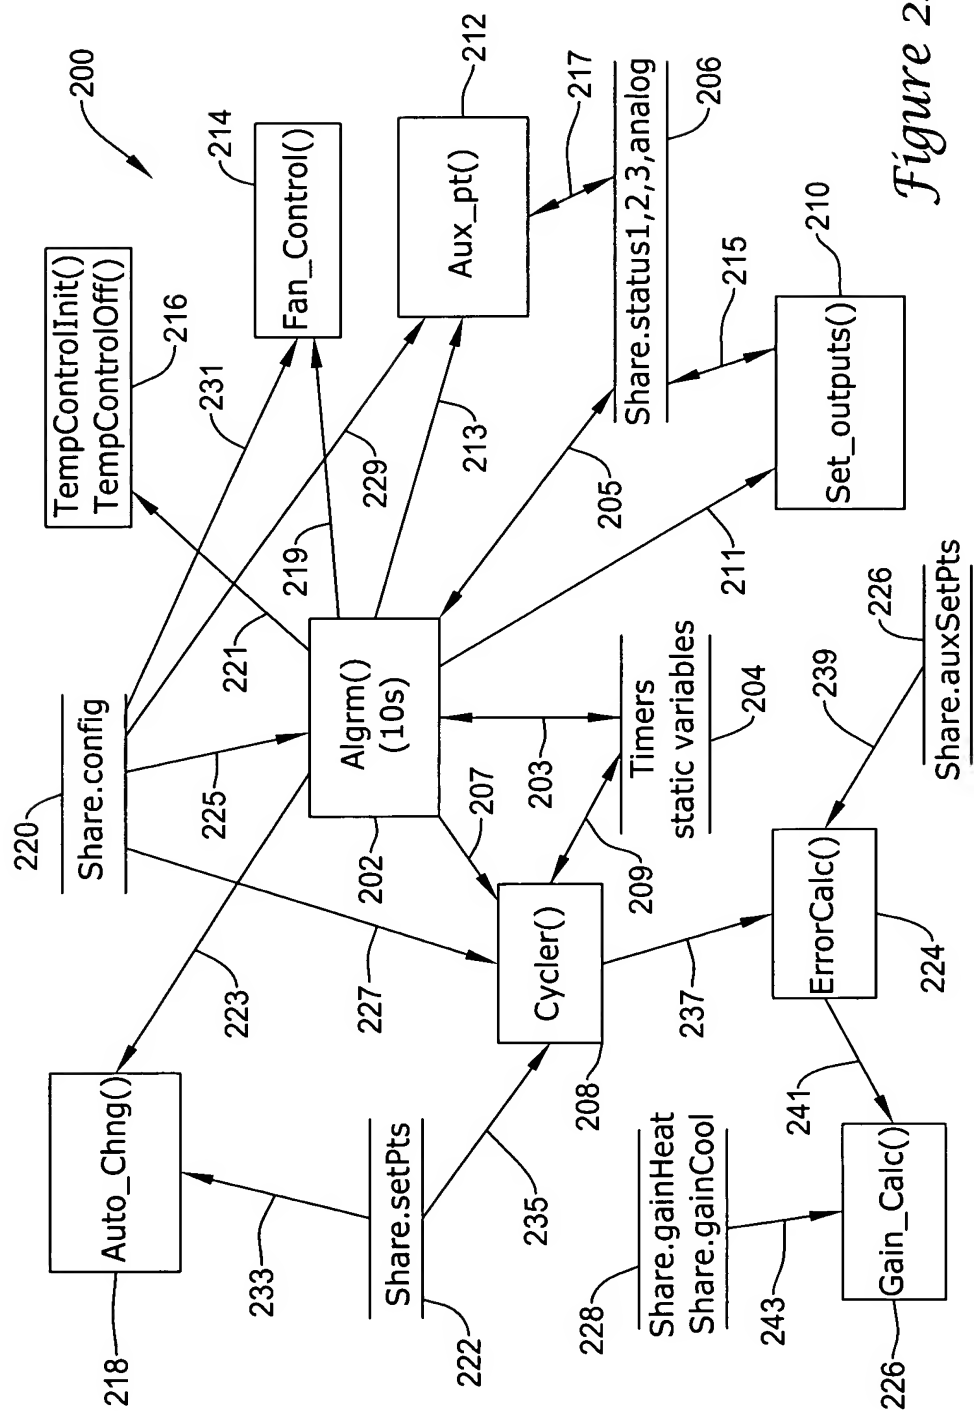 220
218
Auto_Chng()
Share.config
TempControlInit()
TempControlOff()
200
216
223
225
221
231
214
233
227
219
229
Fan_Control()
Share.setPts
202
Algrm()
(10s)
222
213
Aux_pt()
212
235
207
208
Cycler()
203
217
228
209
205
Share.gainHeat
Share.gainCool
Timers
static variables
Share.status1,2,3,analog
237
204
211
206
243
241
215
ErrorCalc()
239
Set_outputs()
210
Gain_Calc()
226
224
226
Share.auxSetPts
Figure 2